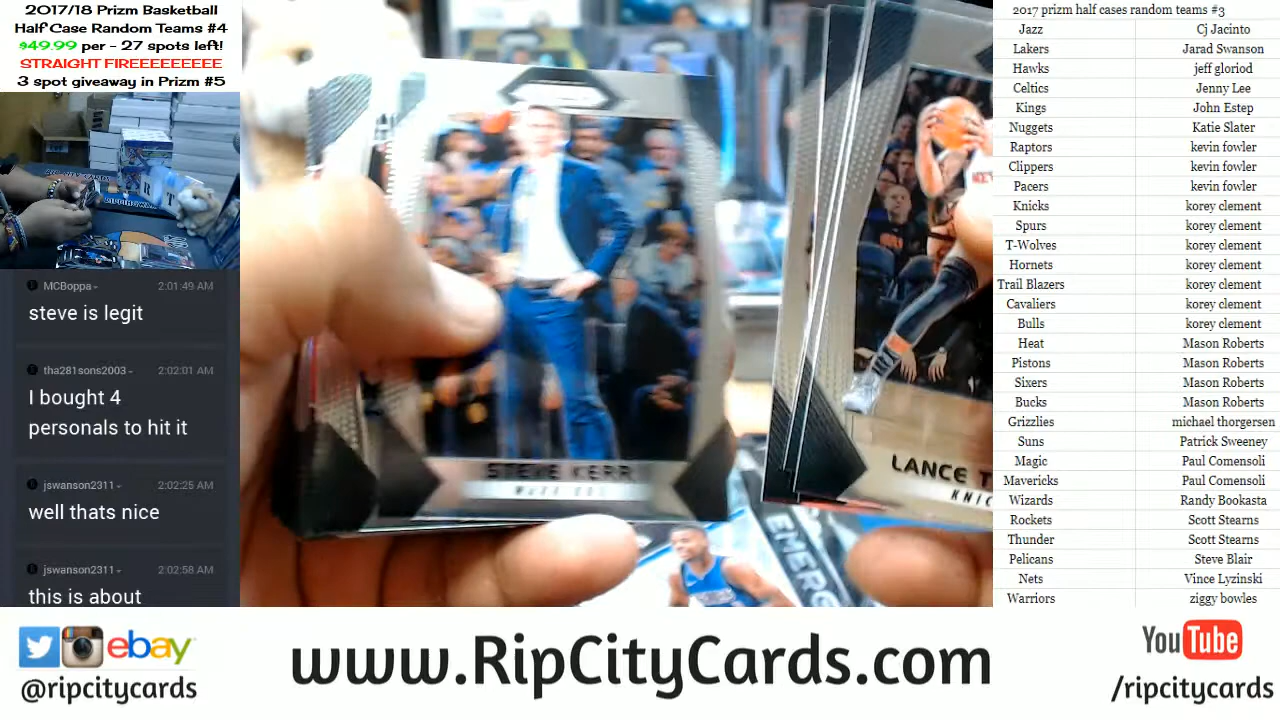 2017/18 Prizm Basketball
Half Case Random Teams #4
$49.99 per - 27 spots left!
STRAIGHT FIREEEEEEEEE
3 spot giveaway in Prizm #5
MCBoppa 2:01:49 AM
steve is legit
tha281sons2003 2:02:01 AM
I bought 4
personals to hit it
jswanson2311 2:02:25 AM
well thats nice
jswanson2311 2:02:58 AM
this is about
STEVE KERR
LANCE T
KNIC
EMERG
2017 prizm half cases random teams #3
Jazz Cj Jacinto
Lakers Jarad Swanson
Hawks jeff gloriod
Celtics Jenny Lee
Kings John Estep
Nuggets Katie Slater
Raptors kevin fowler
Clippers kevin fowler
Pacers kevin fowler
Knicks korey clement
Spurs korey clement
T-Wolves korey clement
Hornets korey clement
Trail Blazers korey clement
Cavaliers korey clement
Bulls korey clement
Heat Mason Roberts
Pistons Mason Roberts
Sixers Mason Roberts
Bucks Mason Roberts
Grizzlies michael thorgersen
Suns Patrick Sweeney
Magic Paul Comensoli
Mavericks Paul Comensoli
Wizards Randy Bookasta
Rockets Scott Stearns
Thunder Scott Stearns
Pelicans Steve Blair
Nets Vince Lyzinski
Warriors ziggy bowles
ebay
@ripcitycards
www.RipCityCards.com
YouTube
/ripcitycards